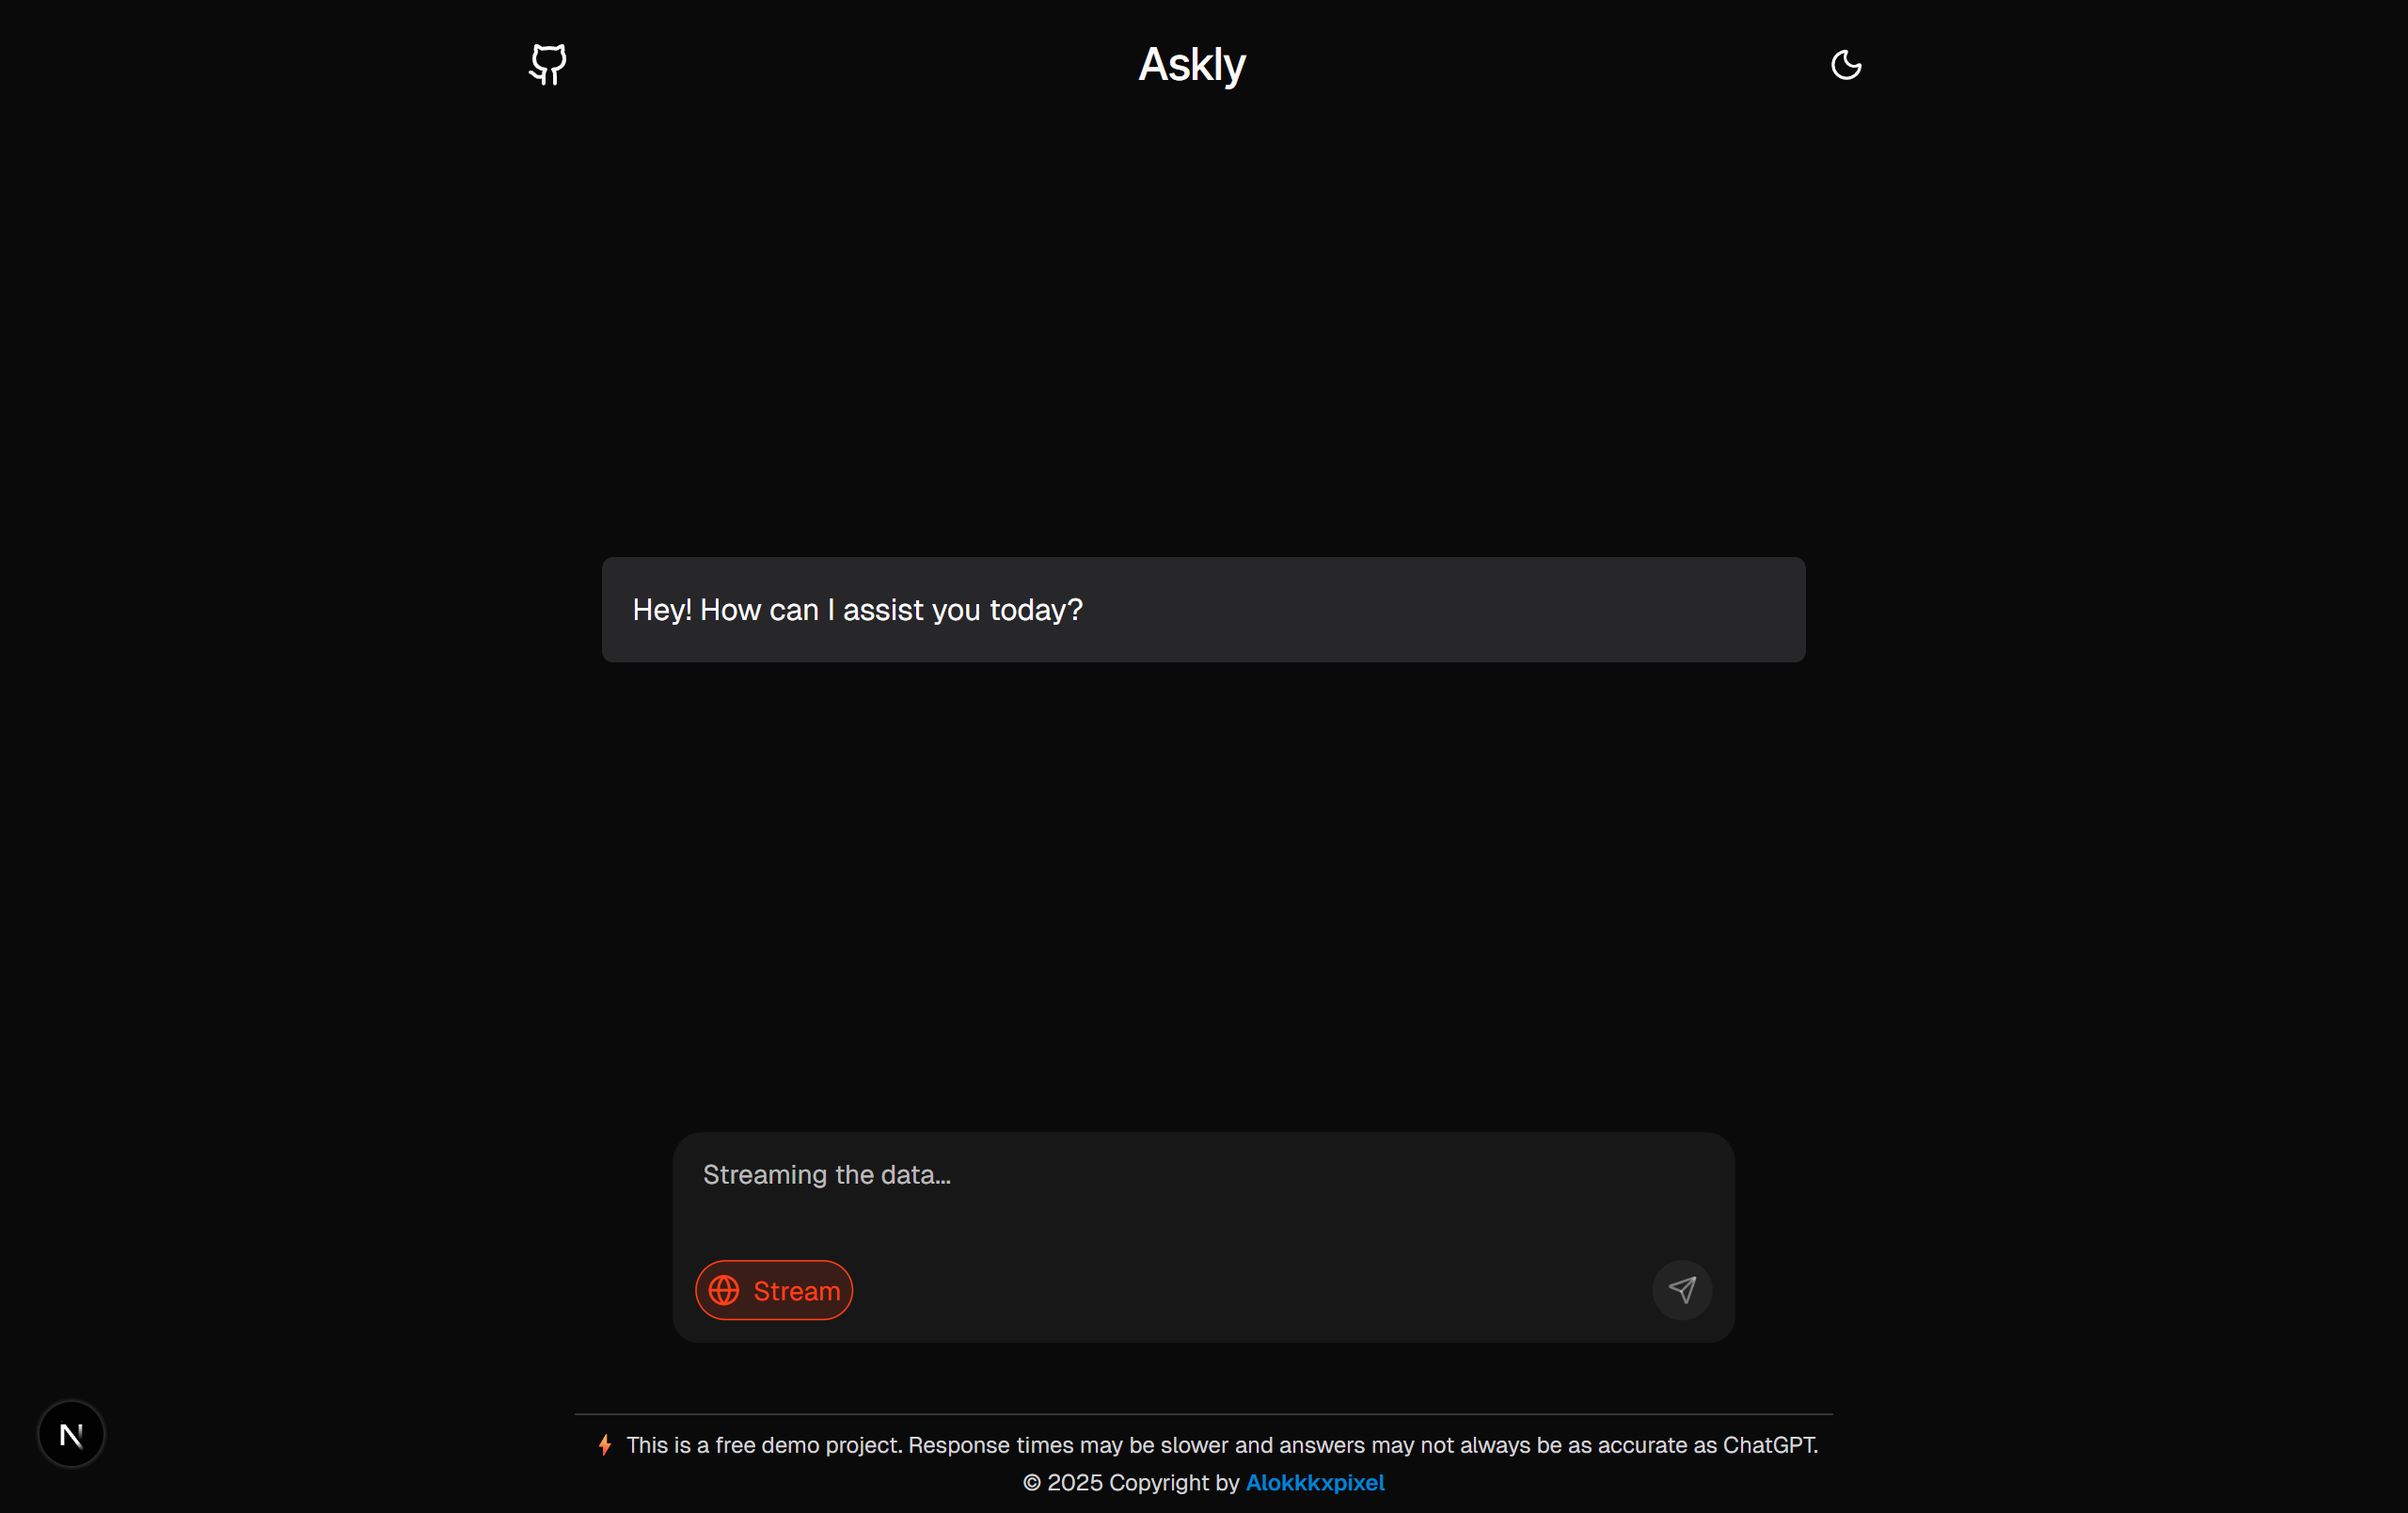 Askly
Hey! How can I assist you today?
Streaming the data...
Stream
N
⚡ This is a free demo project. Response times may be slower and answers may not always be as accurate as ChatGPT.
© 2025 Copyright by Alokkkxpixel